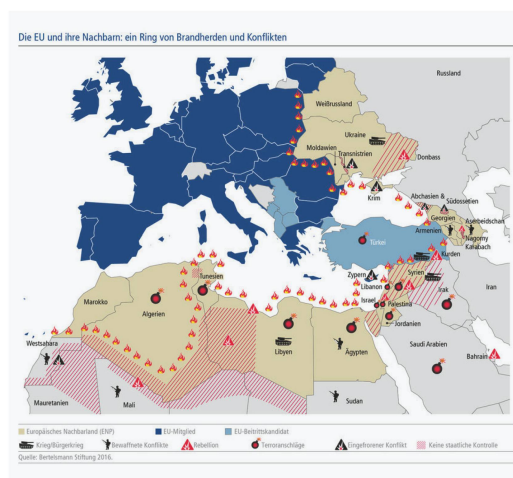 Die EU und ihre Nachbarn: ein Ring von Brandherden und Konflikten
Russland
Weißrussland
Ukraine
Moldawien
Transnistrien
Donbass
Krim
Abchasien &
Südossetien
Georgien
Aserbeidschan
Armenien
Nagorny
Karabach
Türkei
Kurden
Zypern
Syrien
Libanon
Israel
Palestina
Irak
Iran
Jordanien
Tunesien
Marokko
Algerien
Libyen
Ägypten
Saudi Arabien
Bahrain
Westsahara
Mauretanien
Mali
Sudan
Europäisches Nachbarland (ENP)
EU-Mitglied
EU-Beitrittskandidat
Krieg/Bürgerkrieg
Bewaffnete Konflikte
Rebellion
Terroranschläge
Eingefrorener Konflikt
Keine staatliche Kontrolle
Quelle: Bertelsmann Stiftung 2016.